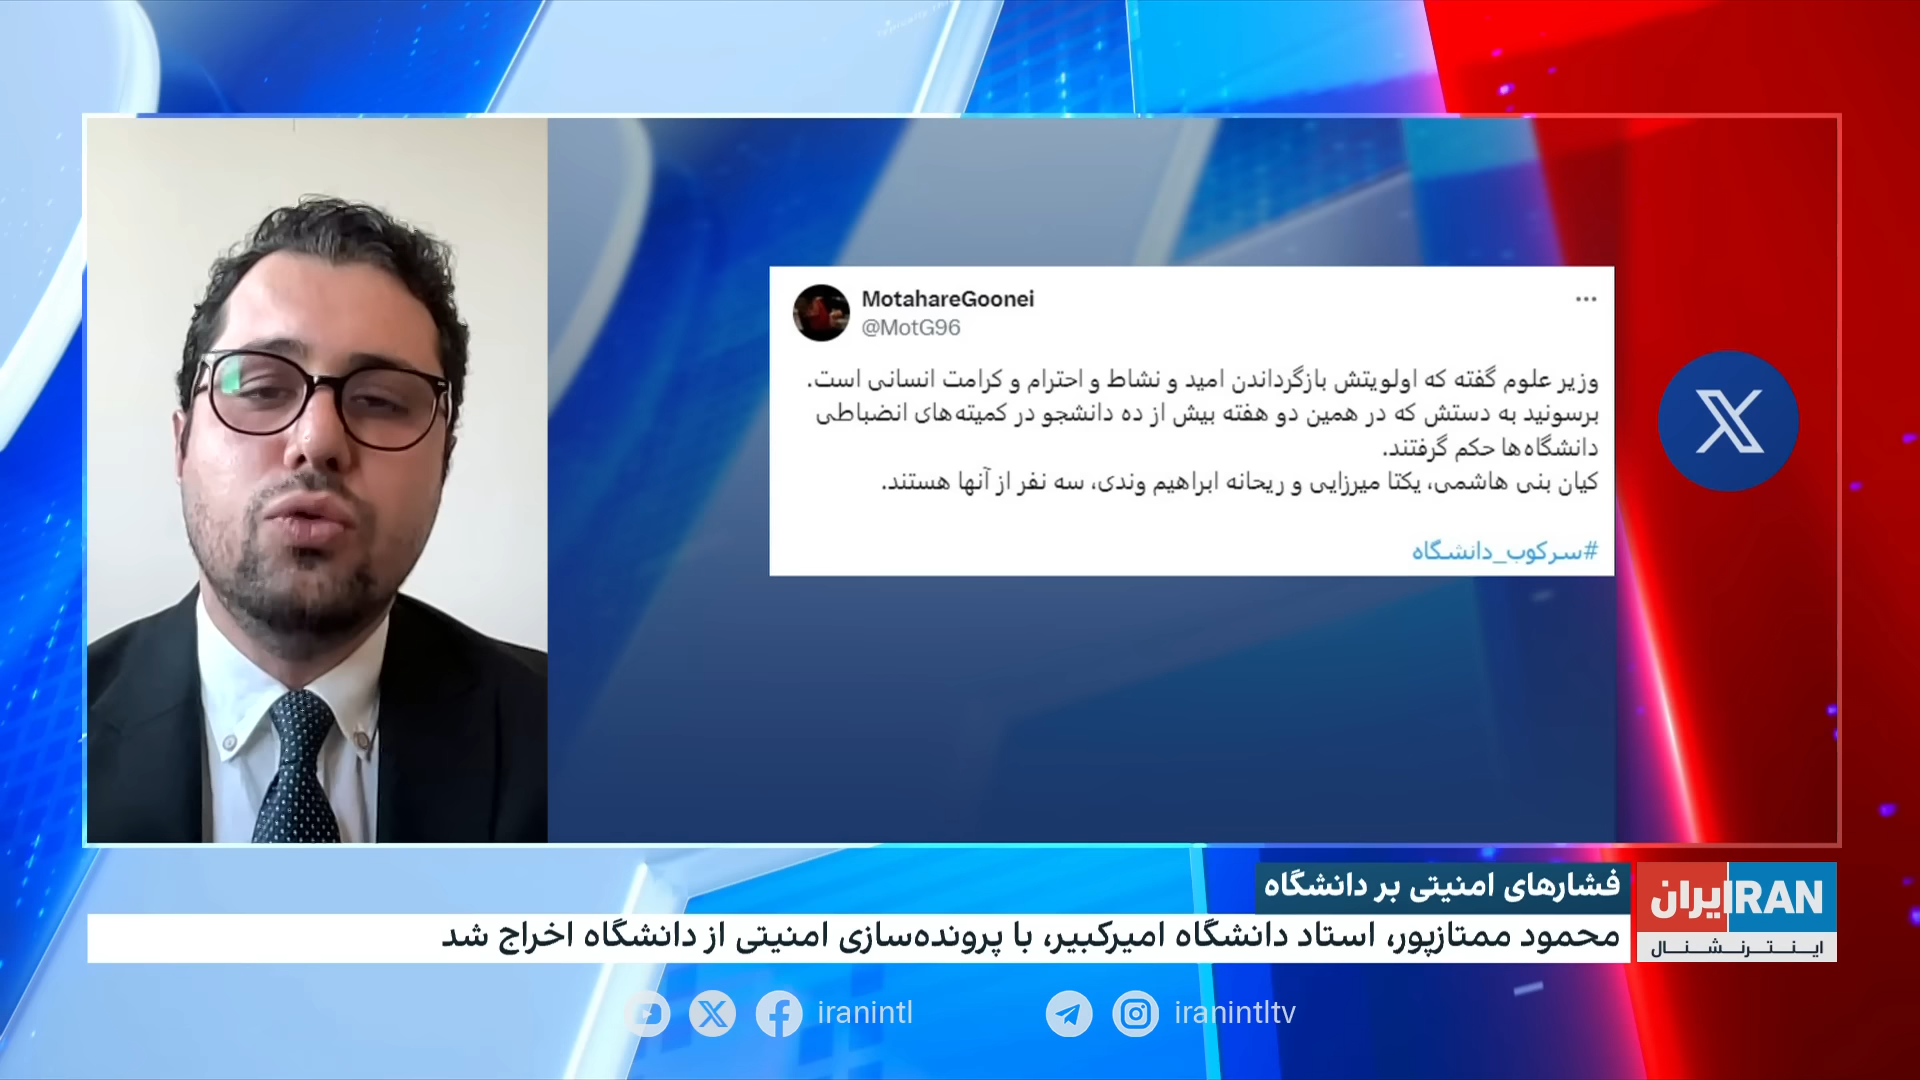 MotahareGoonei
@MotG96
وزیر علوم گفته که اولویتش بازگرداندن امید و نشاط و احترام و کرامت انسانی است.
برسونید به دستش که در همین دو هفته بیش از ده دانشجو در کمیته‌های انضباطی
دانشگاه‌ها حکم گرفتند.
کیان بنی هاشمی، یکتا میرزایی و ریحانه ابراهیم وندی، سه نفر از آنها هستند.
#سرکوب_دانشگاه
فشارهای امنیتی بر دانشگاه
محمود ممتازپور، استاد دانشگاه امیرکبیر، با پرونده‌سازی امنیتی از دانشگاه اخراج شد
ایران IRAN
اینترنشنال
iranintl
iranintltv